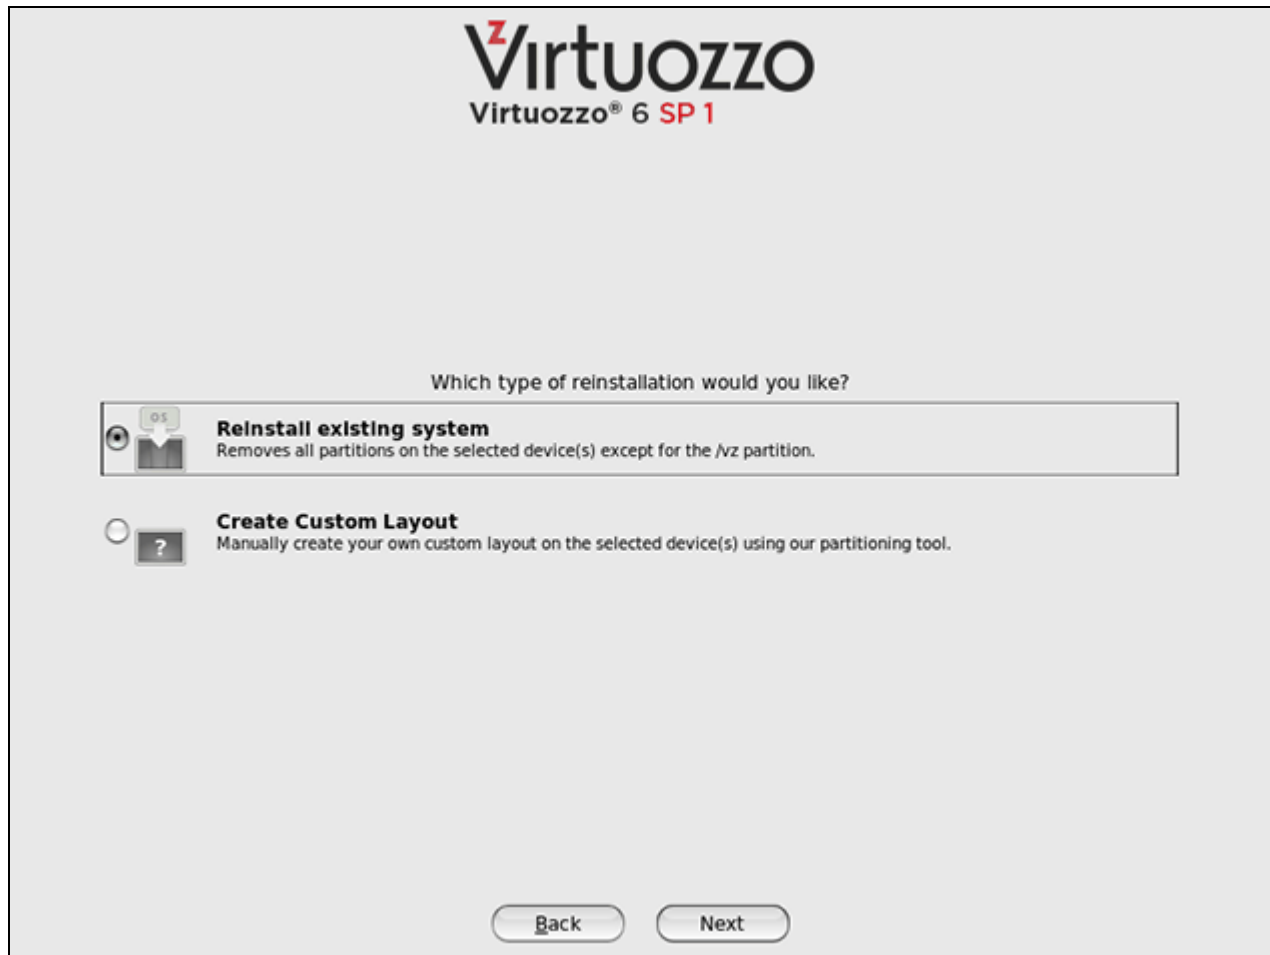 Virtuozzo
Virtuozzo® 6 SP 1
Which type of reinstallation would you like?
OS
Reinstall existing system
Removes all partitions on the selected device(s) except for the /vz partition.
Create Custom Layout
?
Manually create your own custom layout on the selected device(s) using our partitioning tool.
Back Next